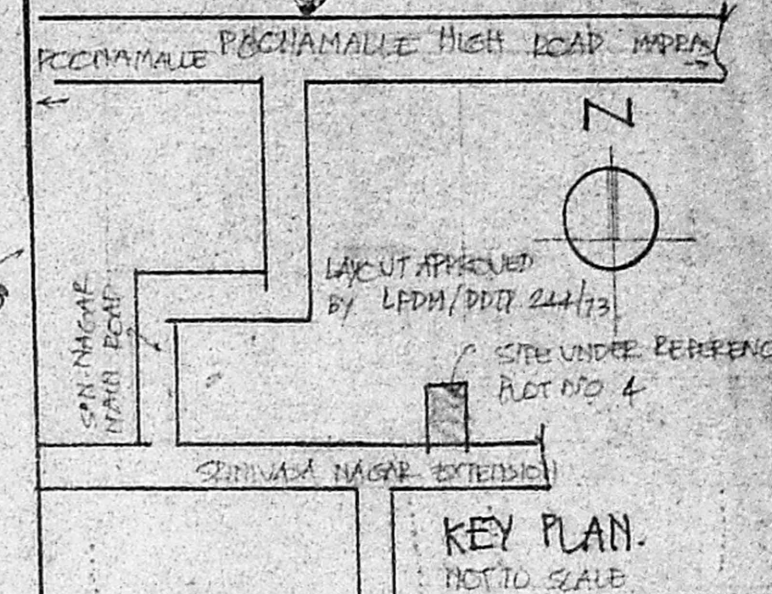 POONAMALLE POONAMALLE HIGH ROAD MADRAS
N
LAYOUT APPROVED
BY LPDM/DDTP 244/73
NAGAR
MAIN ROAD
SITE UNDER REFERENC
PLOT NO 4
SRINIVASA NAGAR EXTENSION
KEY PLAN.
NOT TO SCALE